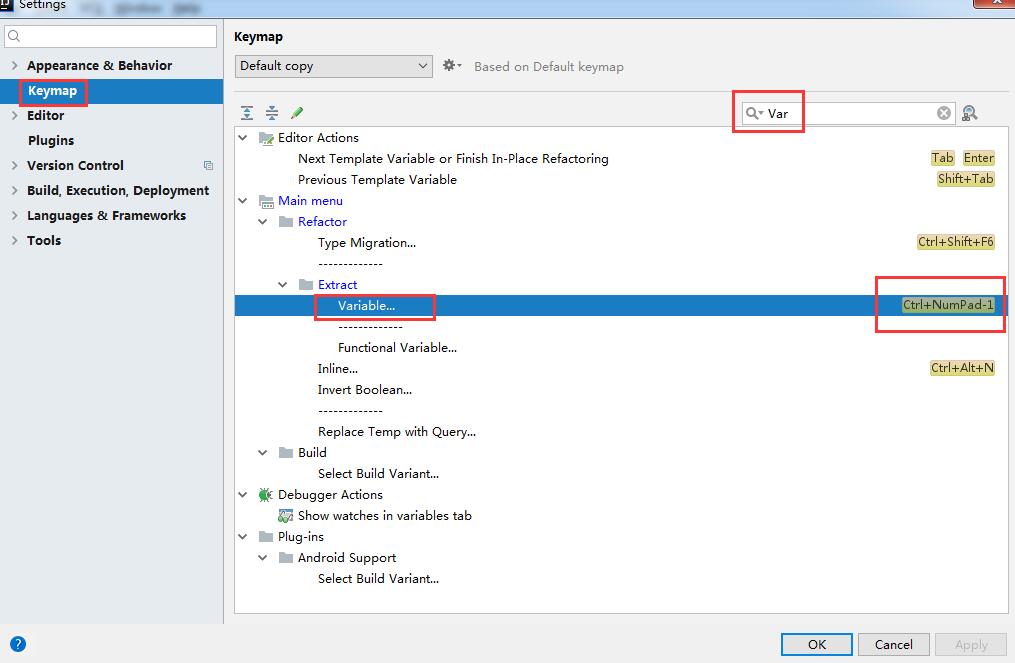 Settings
Keymap
Default copy
Based on Default keymap
Appearance & Behavior
Keymap
Editor
Plugins
Version Control
Build, Execution, Deployment
Languages & Frameworks
Tools
Var
Editor Actions
Next Template Variable or Finish In-Place Refactoring Tab Enter
Previous Template Variable Shift+Tab
Main menu
Refactor
Type Migration... Ctrl+Shift+F6
-------------
Extract
Variable... Ctrl+NumPad-1
-------------
Functional Variable...
Inline... Ctrl+Alt+N
Invert Boolean...
-------------
Replace Temp with Query...
Build
Select Build Variant...
Debugger Actions
Show watches in variables tab
Plug-ins
Android Support
Select Build Variant...
? OK Cancel Apply